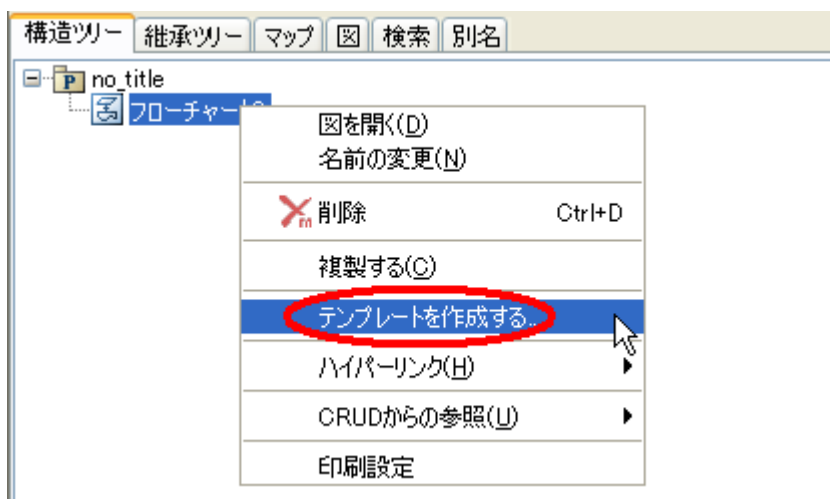 構造ツリー 継承ツリー マップ 図 検索 別名
no_title
フローチャート
図を開く(D)
名前の変更(N)
削除 Ctrl+D
複製する(C)
テンプレートを作成する...
ハイパーリンク(H)
CRUDからの参照(U)
印刷設定